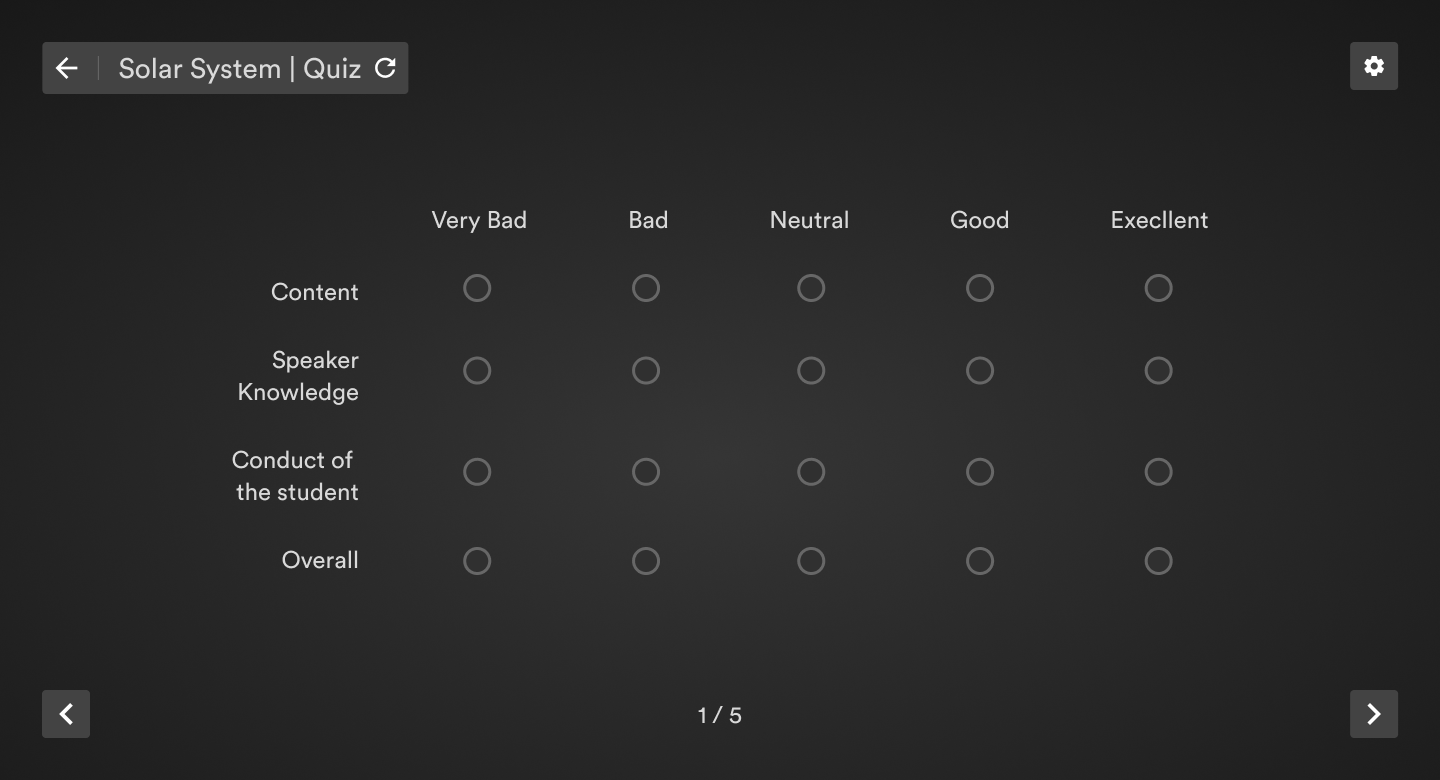 Solar System | Quiz
Very Bad Bad Neutral Good Execllent
Content
Speaker
Knowledge
Conduct of
the student
Overall
1 / 5